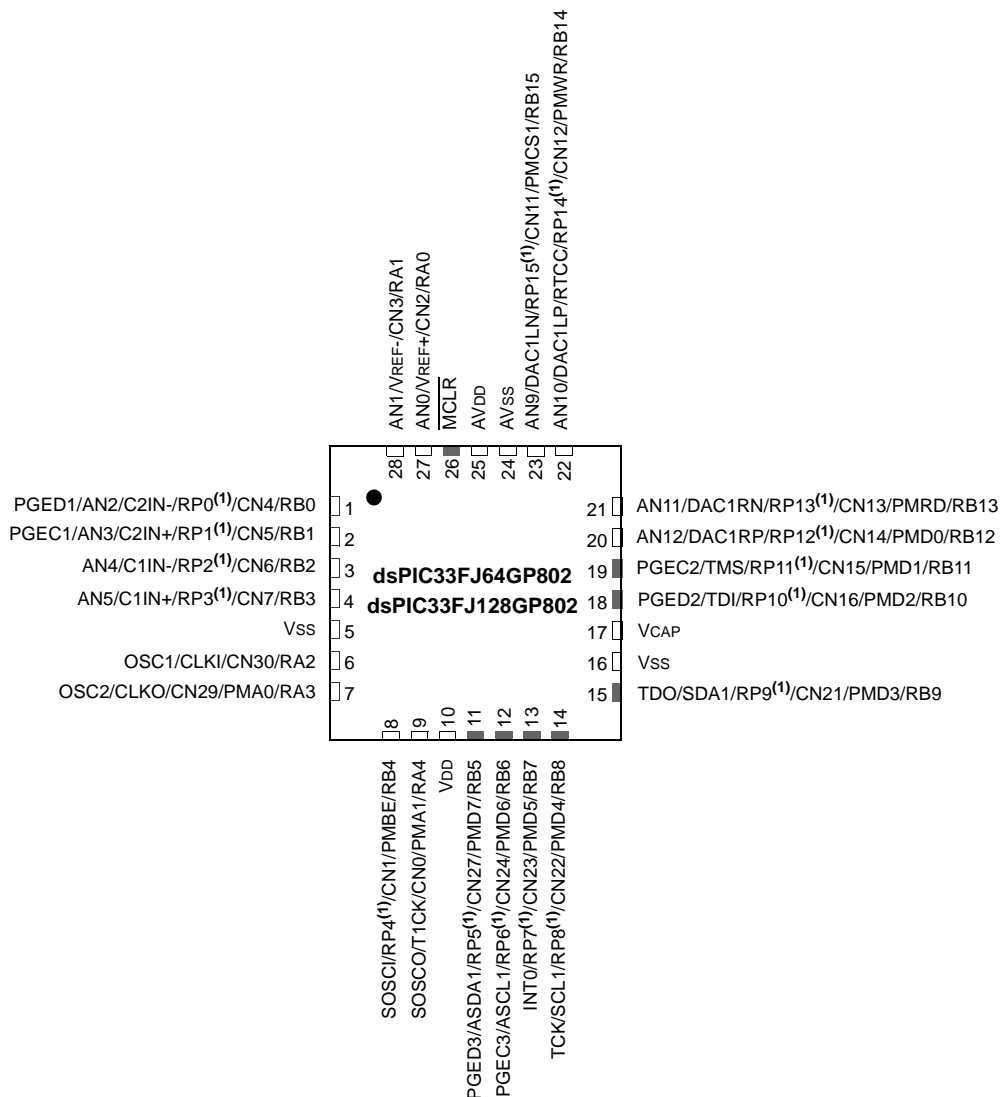 AN1/VREF-/CN3/RA1
AN0/VREF+/CN2/RA0
MCLR
AVDD
AVSS
AN9/DAC1LN/RP15(1)/CN11/PMCS1/RB15
AN10/DAC1LP/RTCC/RP14(1)/CN12/PMWR/RB14
28
27
26
25
24
23
22
PGED1/AN2/C2IN-/RP0(1)/CN4/RB0
1
PGEC1/AN3/C2IN+/RP1(1)/CN5/RB1
2
AN4/C1IN-/RP2(1)/CN6/RB2
3
AN5/C1IN+/RP3(1)/CN7/RB3
4
VSS
5
OSC1/CLKI/CN30/RA2
6
OSC2/CLKO/CN29/PMA0/RA3
7
dsPIC33FJ64GP802
dsPIC33FJ128GP802
21
AN11/DAC1RN/RP13(1)/CN13/PMRD/RB13
20
AN12/DAC1RP/RP12(1)/CN14/PMD0/RB12
19
PGEC2/TMS/RP11(1)/CN15/PMD1/RB11
18
PGED2/TDI/RP10(1)/CN16/PMD2/RB10
17
VCAP
16
VSS
15
TDO/SDA1/RP9(1)/CN21/PMD3/RB9
8
9
10
11
12
13
14
SOSCI/RP4(1)/CN1/PMBE/RB4
SOSCO/T1CK/CN0/PMA1/RA4
VDD
PGED3/ASDA1/RP5(1)/CN27/PMD7/RB5
PGEC3/ASCL1/RP6(1)/CN24/PMD6/RB6
INT0/RP7(1)/CN23/PMD5/RB7
TCK/SCL1/RP8(1)/CN22/PMD4/RB8